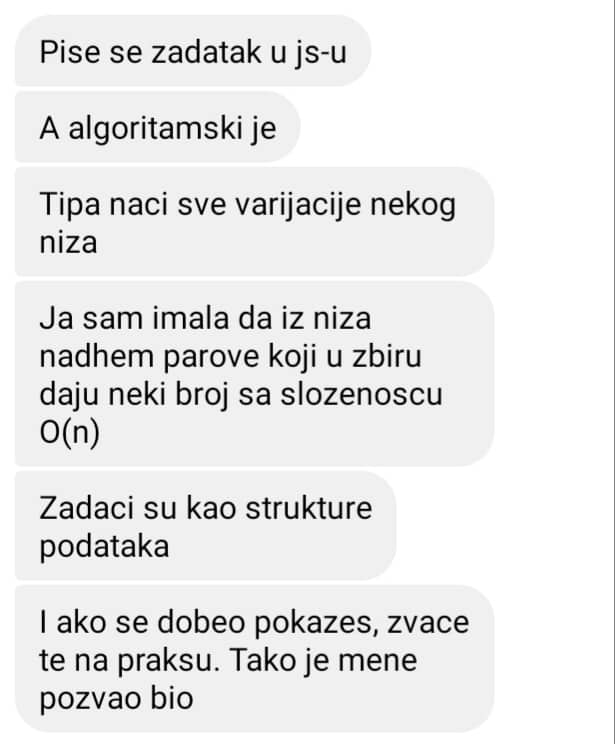 Pise se zadatak u js-u
A algoritamski je
Tipa naci sve varijacije nekog
niza
Ja sam imala da iz niza
nadhem parove koji u zbiru
daju neki broj sa slozenoscu
O(n)
Zadaci su kao strukture
podataka
I ako se dobeo pokazes, zvace
te na praksu. Tako je mene
pozvao bio